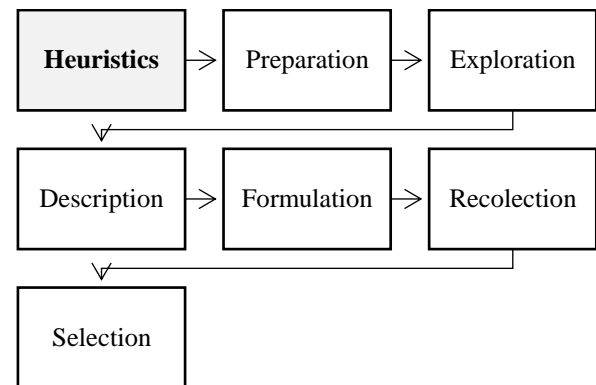 Heuristics
Preparation
Exploration
Description
Formulation
Recolection
Selection